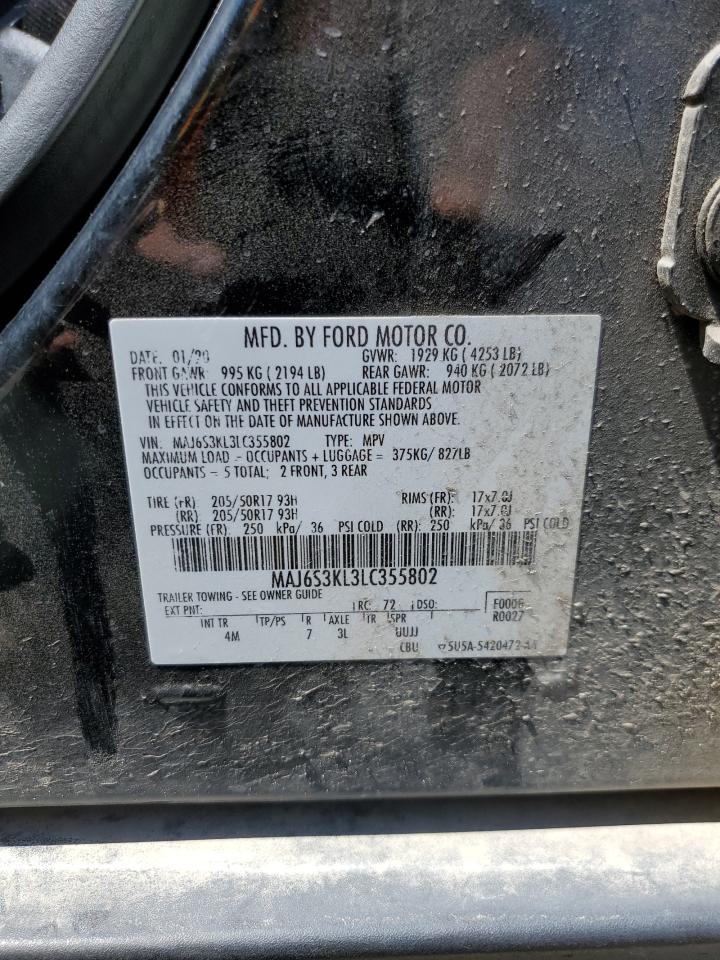 MFD. BY FORD MOTOR CO.
DATE: 01/20 GVWR: 1929 KG ( 4253 LB)
FRONT GAWR: 995 KG ( 2194 LB) REAR GAWR: 940 KG ( 2072 LB)
THIS VEHICLE CONFORMS TO ALL APPLICABLE FEDERAL MOTOR
VEHICLE SAFETY AND THEFT PREVENTION STANDARDS
IN EFFECT ON THE DATE OF MANUFACTURE SHOWN ABOVE.
VIN: MAJ6S3KL3LC355802 TYPE: MPV
MAXIMUM LOAD - OCCUPANTS + LUGGAGE = 375KG/ 827LB
OCCUPANTS - 5 TOTAL; 2 FRONT, 3 REAR
TIRE (FR): 205/50R17 93H RIMS (FR): 17x7.0J
(RR): 205/50R17 93H (RR): 17x7.0J
PRESSURE (FR): 250 kPa/ 36 PSI COLD (RR): 250 kPa/ 36 PSI COLD
MAJ6S3KL3LC355802
TRAILER TOWING - SEE OWNER GUIDE
EXT PNT: RC: 72 DSO: F0006
R0027
INT TR TP/PS R AXLE TR SPR
4M 7 3L UUJJ
CBU 5U5A-5420472-